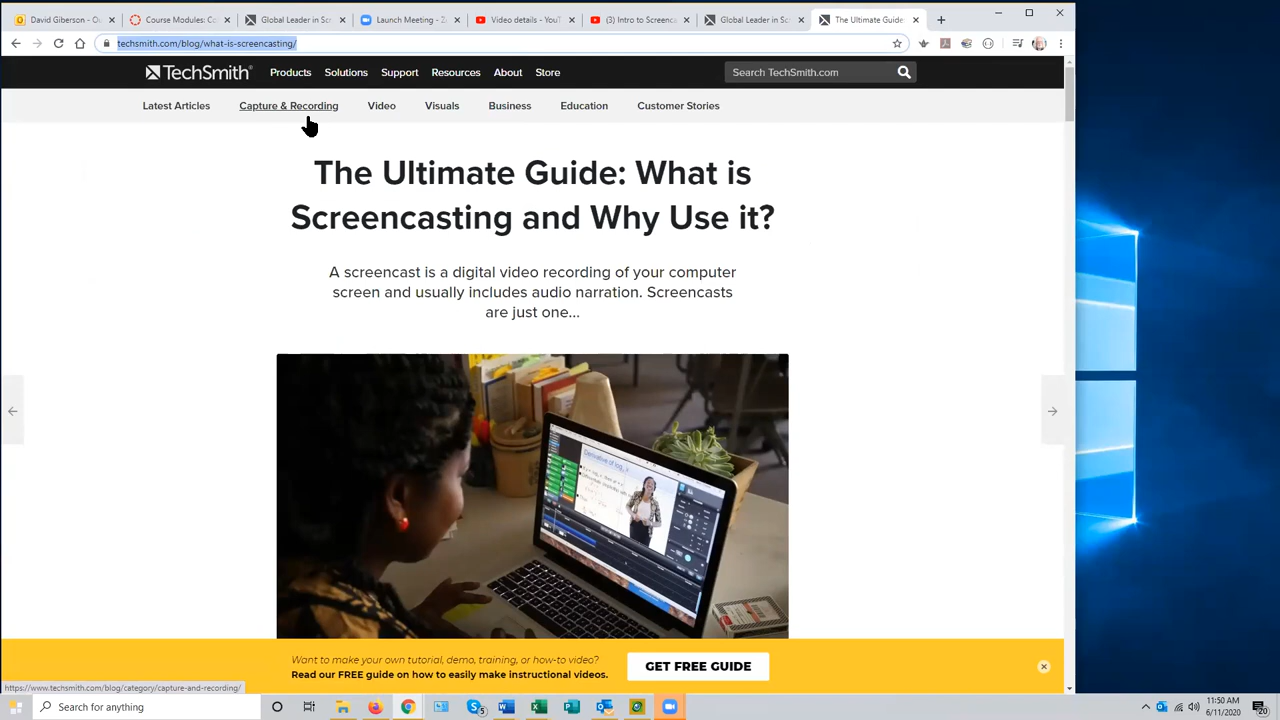 David Giberson - O
Course Modules: Co
Global Leader in Scr
Launch Meeting - Z
Video details - YouT
(3) Intro to Screenca
Global Leader in Scr
The Ultimate Guide:
techsmith.com/blog/what-is-screencasting/
TechSmith
Products Solutions Support Resources About Store
Search TechSmith.com
Latest Articles Capture & Recording Video Visuals Business Education Customer Stories
The Ultimate Guide: What is
Screencasting and Why Use it?
A screencast is a digital video recording of your computer
screen and usually includes audio narration. Screencasts
are just one...
Want to make your own tutorial, demo, training, or how-to video?
Read our FREE guide on how to easily make instructional videos.
GET FREE GUIDE
https://www.techsmith.com/blog/category/capture-and-recording/
Search for anything
11:50 AM
6/11/2020
20